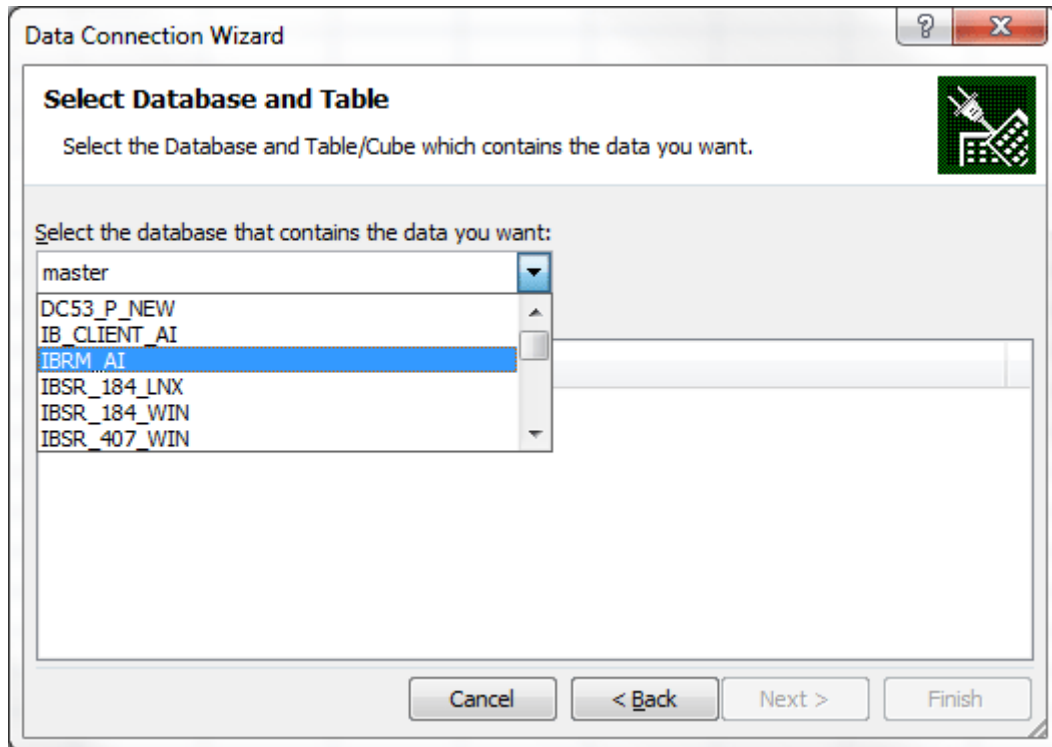 Data Connection Wizard
Select Database and Table
Select the Database and Table/Cube which contains the data you want.
Select the database that contains the data you want:
master
DC53_P_NEW
IB_CLIENT_AI
IBRM_AI
IBSR_184_LNX
IBSR_184_WIN
IBSR_407_WIN
Cancel < Back Next > Finish